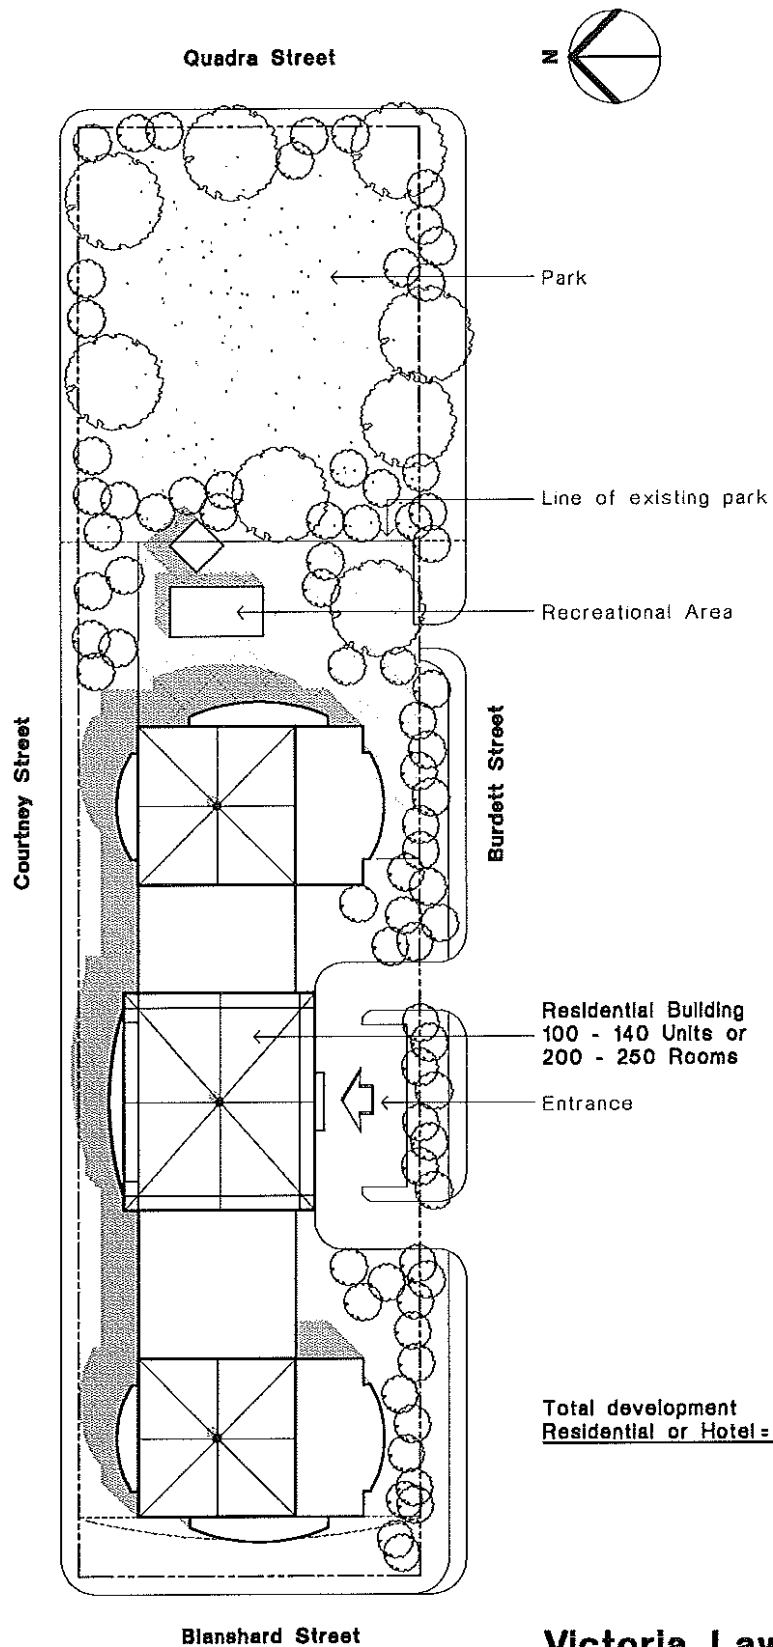 Quadra Street
N
Park
Line of existing park
Recreational Area
Courtney Street
Burdett Street
Residential Building
100 - 140 Units or
200 - 250 Rooms
Entrance
Total development
Residential or Hotel =
Blanshard Street
Victoria Law